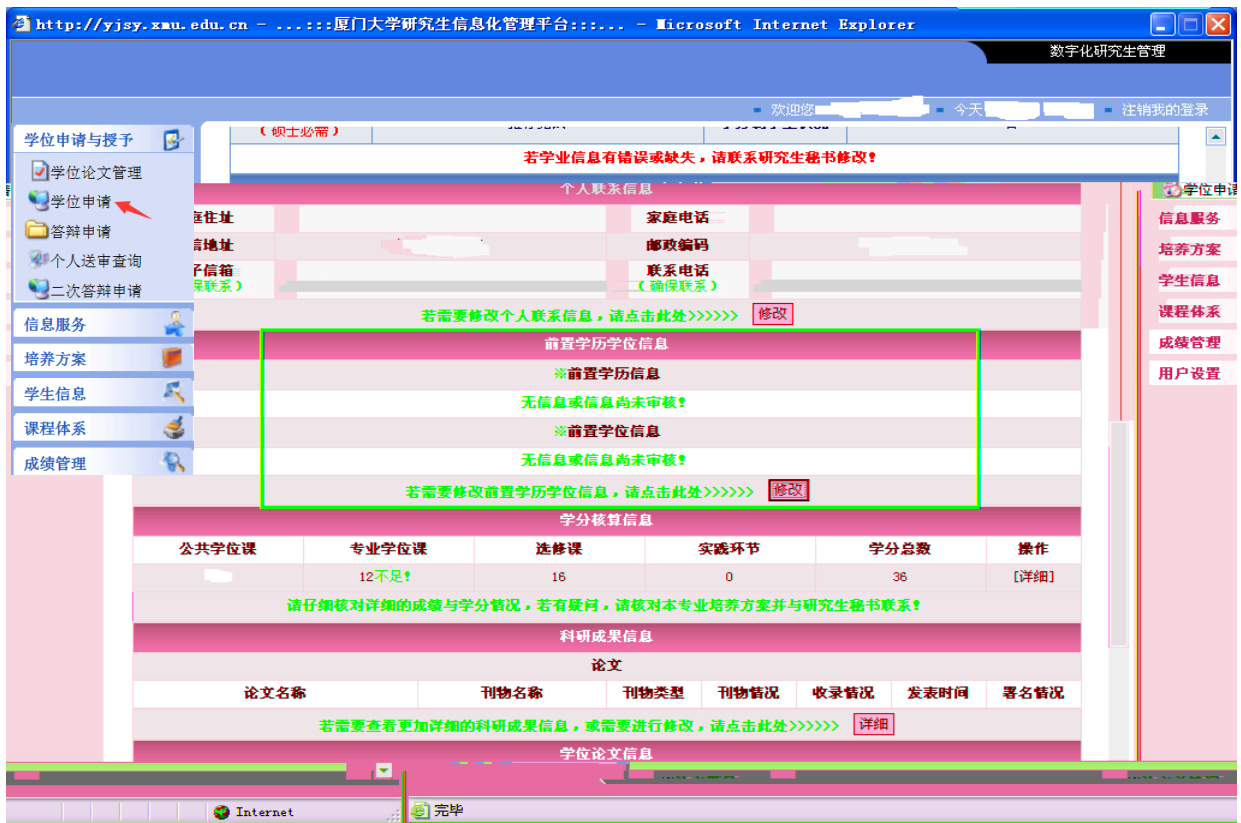 http://yjsy.xmu.edu.cn - ...:::厦门大学研究生信息化管理平台:::... - Microsoft Internet Explorer
数字化研究生管理
欢迎您 今天 注销我的登录
学位申请与授予
学位论文管理
学位申请
答辩申请
个人送审查询
二次答辩申请
信息服务
培养方案
学生信息
课程体系
成绩管理
(硕士必需)
若学业信息有错误或缺失，请联系研究生秘书修改!
个人联系信息
庭住址 家庭电话
信地址 邮政编码
子信箱 联系电话
保联系) (确保联系)
若需要修改个人联系信息，请点击此处>>>>>> 修改
前置学历学位信息
※前置学历信息
无信息或信息尚未审核!
※前置学位信息
无信息或信息尚未审核!
若需要修改前置学历学位信息，请点击此处>>>>>> 修改
学分核算信息
公共学位课 专业学位课 选修课 实践环节 学分总数 操作
12不足! 16 0 36 [详细]
请仔细核对详细的成绩与学分情况，若有疑问，请核对本专业培养方案并与研究生秘书联系!
科研成果信息
论文
论文名称 刊物名称 刊物类型 刊物情况 收录情况 发表时间 署名情况
若需要查看更加详细的科研成果信息，或需要进行修改，请点击此处>>>>>> 详细
学位论文信息
学位申请
信息服务
培养方案
学生信息
课程体系
成绩管理
用户设置
Internet
完毕